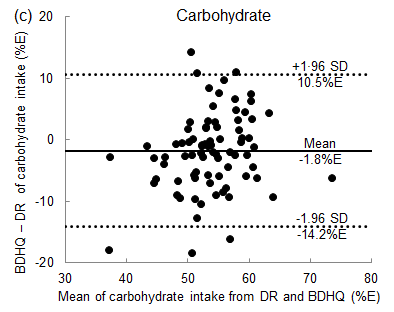 (c) Carbohydrate
BDHQ – DR of carbohydrate intake (%E)
20
10
0
-10
-20
+1·96 SD
10.5%E
Mean
-1.8%E
-1.96 SD
-14.2%E
30 40 50 60 70 80
Mean of carbohydrate intake from DR and BDHQ (%E)